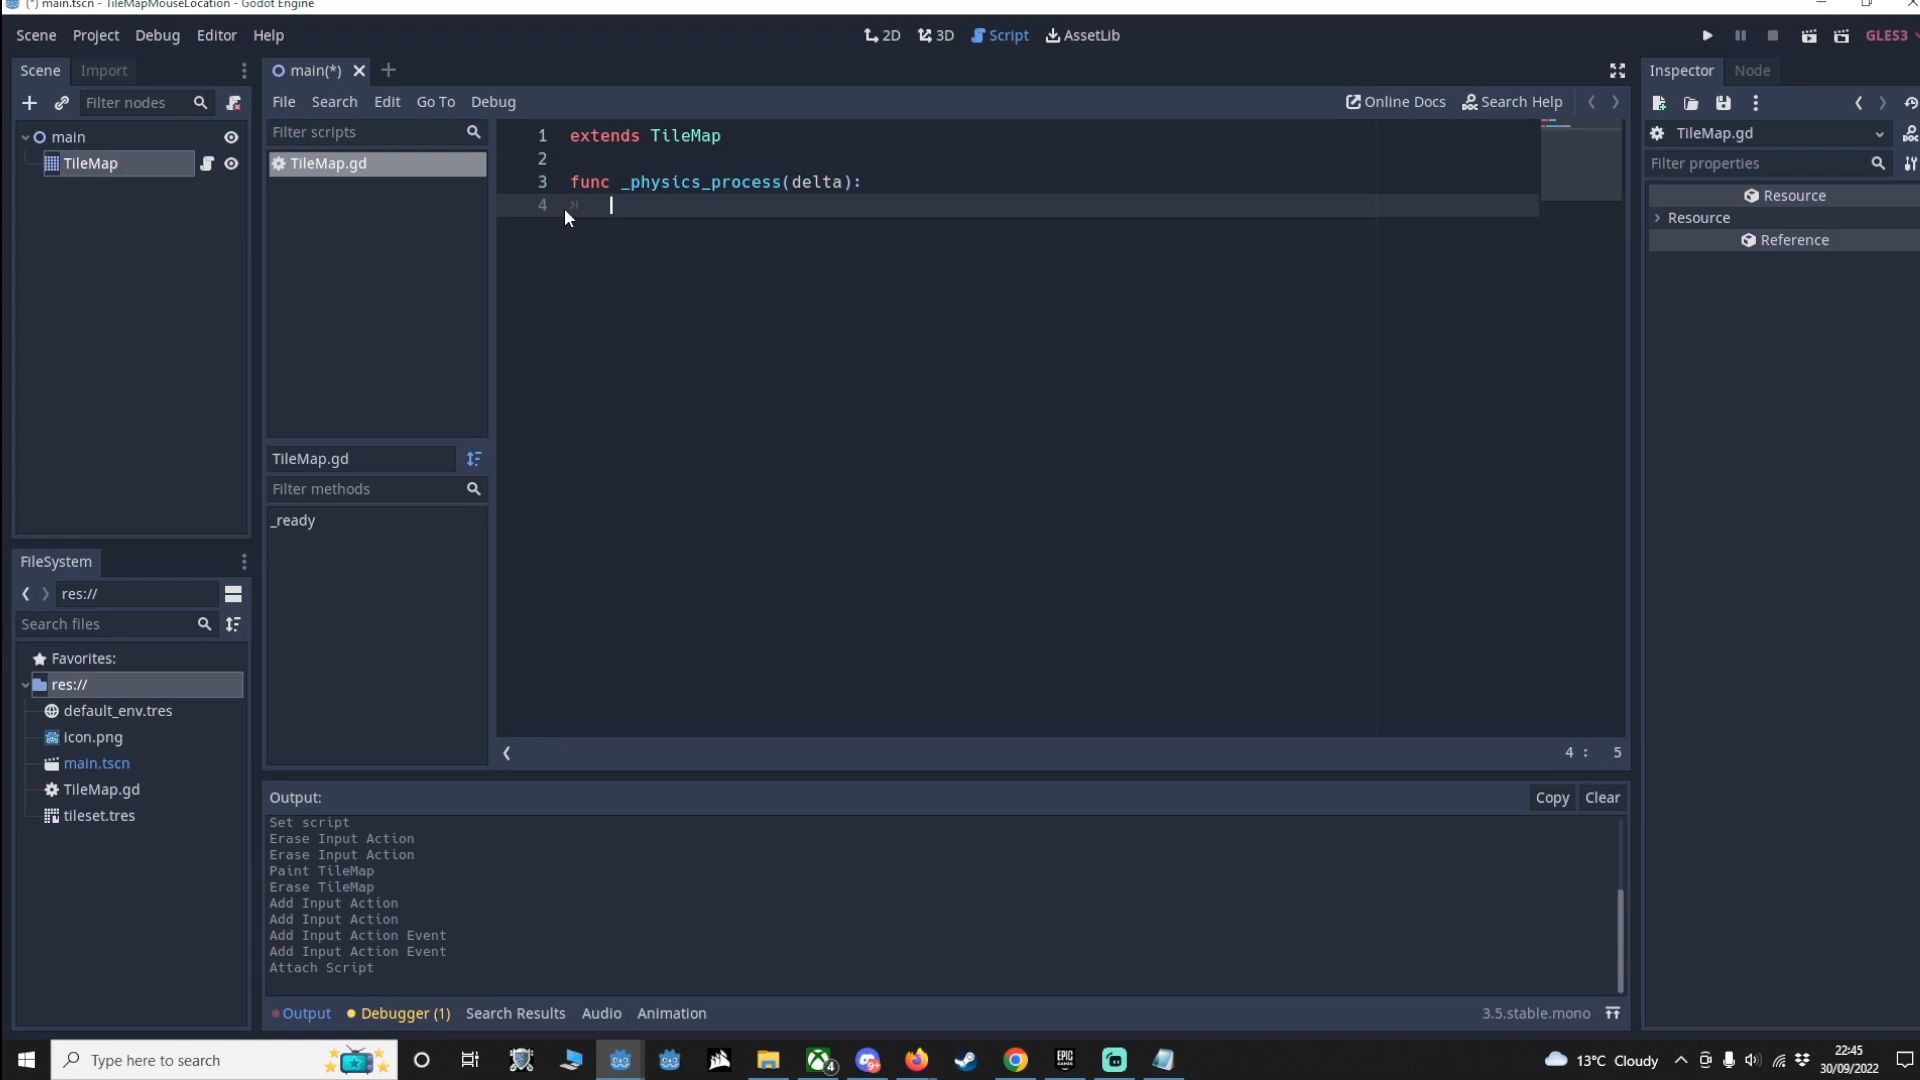 (*) main.tscn - TileMapMouseLocation - Godot Engine
Scene Project Debug Editor Help
2D 3D Script AssetLib
GLES3
Scene Import
main(*)
Inspector Node
Filter nodes
File Search Edit Go To Debug
Online Docs Search Help
main
TileMap
Filter scripts
TileMap.gd
1 extends TileMap
2
3 func _physics_process(delta):
4
TileMap.gd
Filter properties
Resource
Resource
Reference
TileMap.gd
Filter methods
_ready
4 : 5
FileSystem
res://
Search files
Favorites:
res://
default_env.tres
icon.png
main.tscn
TileMap.gd
tileset.tres
Output:
Copy Clear
Set script
Erase Input Action
Erase Input Action
Paint TileMap
Erase TileMap
Add Input Action
Add Input Action
Add Input Action Event
Add Input Action Event
Attach Script
Output Debugger (1) Search Results Audio Animation
3.5.stable.mono
Type here to search
4
9+
EPIC GAMES
13°C Cloudy
22:45
30/09/2022